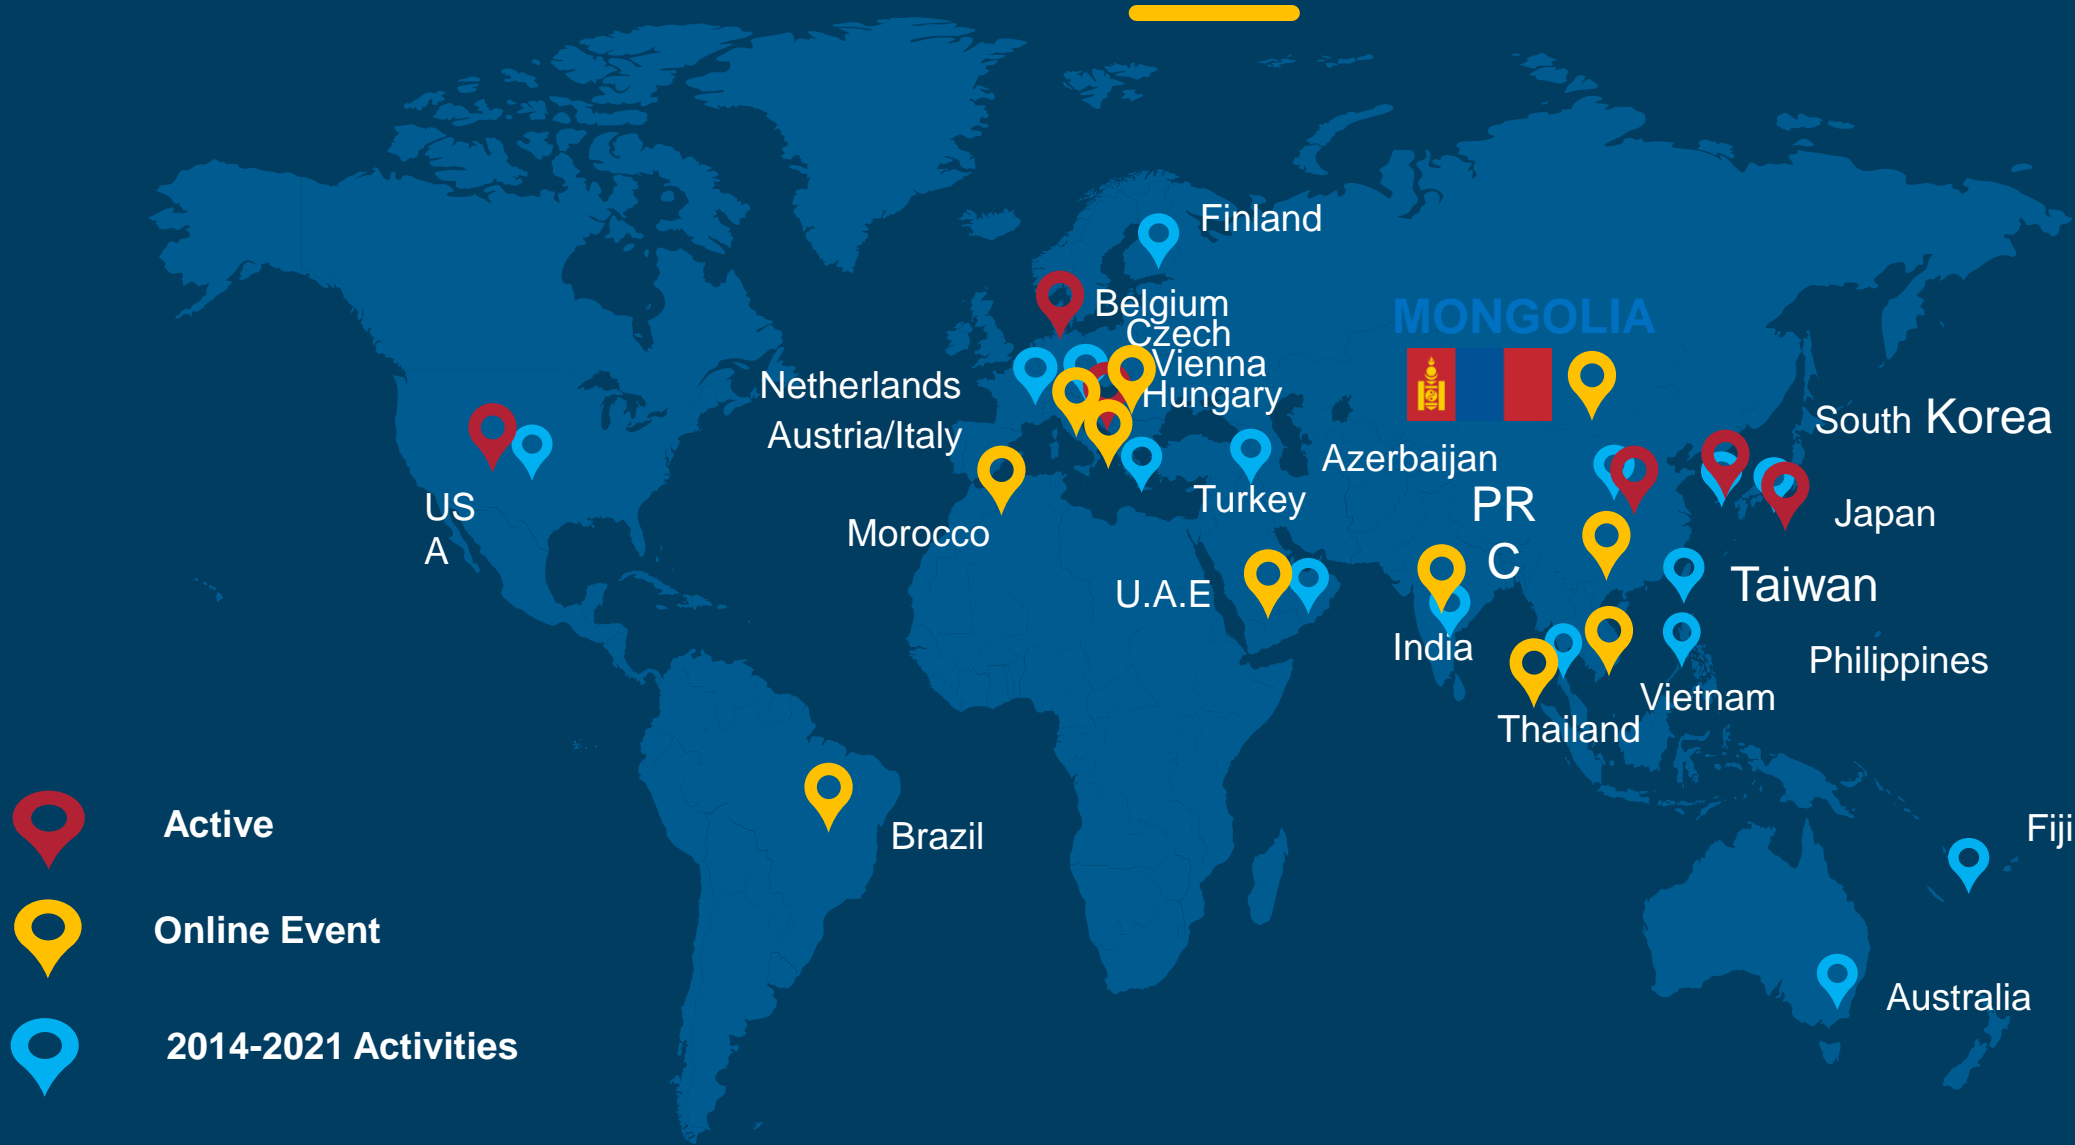 Finland
Belgium
MONGOLIA
Czech
Vienna
Netherlands
Hungary
South Korea
Austria/Italy
Azerbaijan
Turkey
PR
C
US
A
Japan
Morocco
U.A.E
Taiwan
India
Philippines
Vietnam
Thailand
Active
Brazil
Fiji
Online Event
Australia
2014-2021 Activities